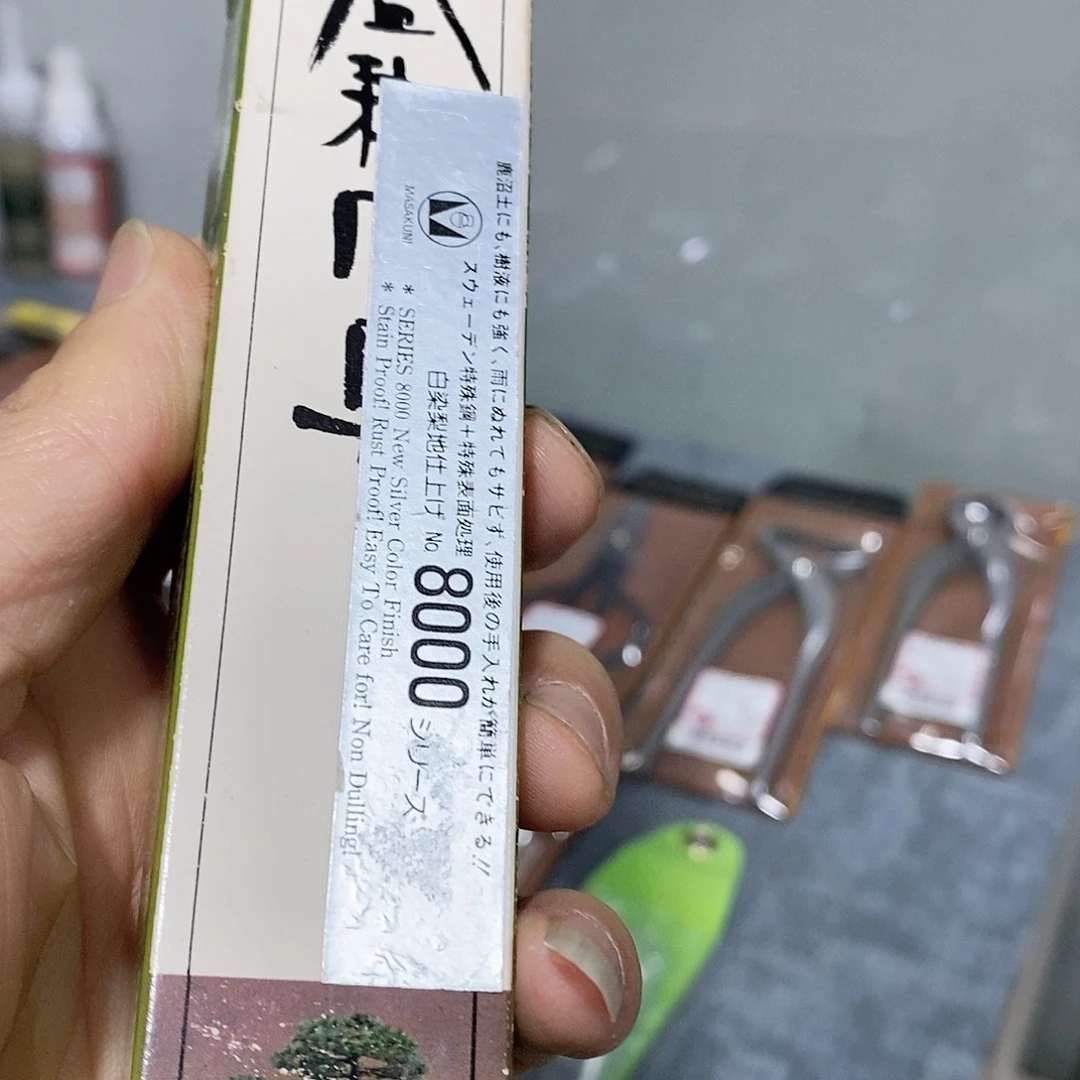 鹿沼土にも、樹液にも強く、雨にぬれてもサビず、使用後の手入れが簡単にできる!!
スウェーデン特殊鋼＋特殊表面処理
白染梨地仕上げ No. 8000 シリーズ
MASAKUNI
* SERIES 8000 New Silver Color Finish
* Stain Proof! Rust Proof! Easy To Care for! Non Dulling!